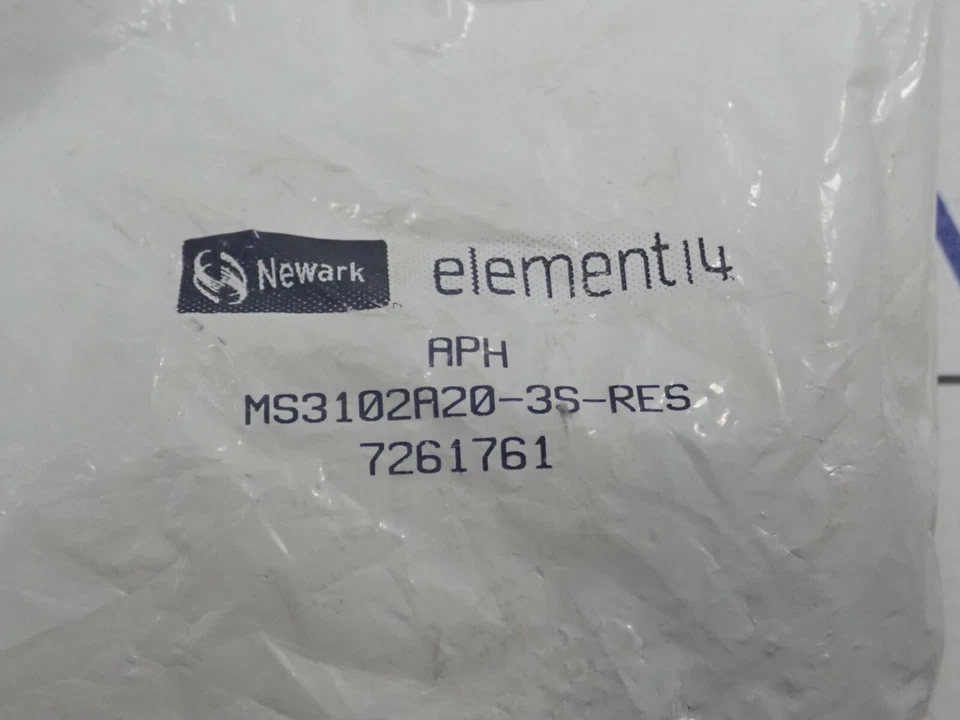 Newark element14
APH
MS3102A20-3S-RES
7261761